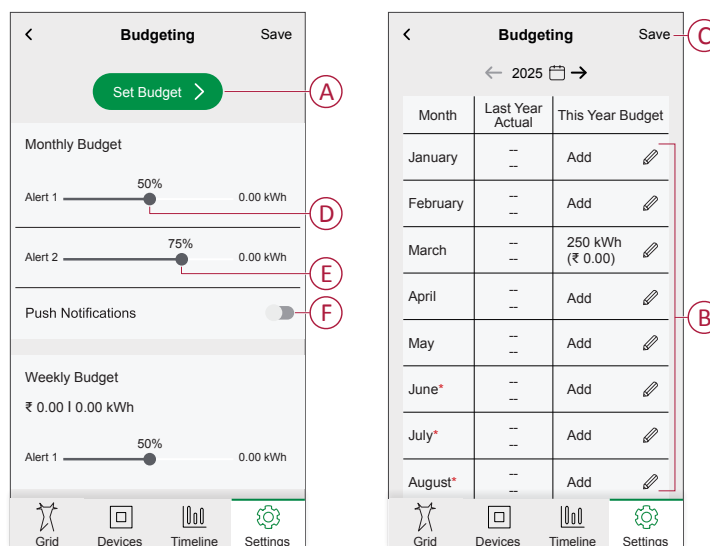 Budgeting
Save
Set Budget
A
Monthly Budget
50%
Alert 1
0.00 kWh
D
75%
Alert 2
0.00 kWh
E
Push Notifications
F
Weekly Budget
₹ 0.00 I 0.00 kWh
50%
Alert 1
0.00 kWh
Grid
Devices
Timeline
Settings
Budgeting
Save
C
2025
Month
Last Year
Actual
This Year Budget
January
--
--
Add
February
--
--
Add
March
--
--
250 kWh
(₹ 0.00)
April
--
--
Add
B
May
--
--
Add
June*
--
--
Add
July*
--
--
Add
August*
--
--
Add
Grid
Devices
Timeline
Settings